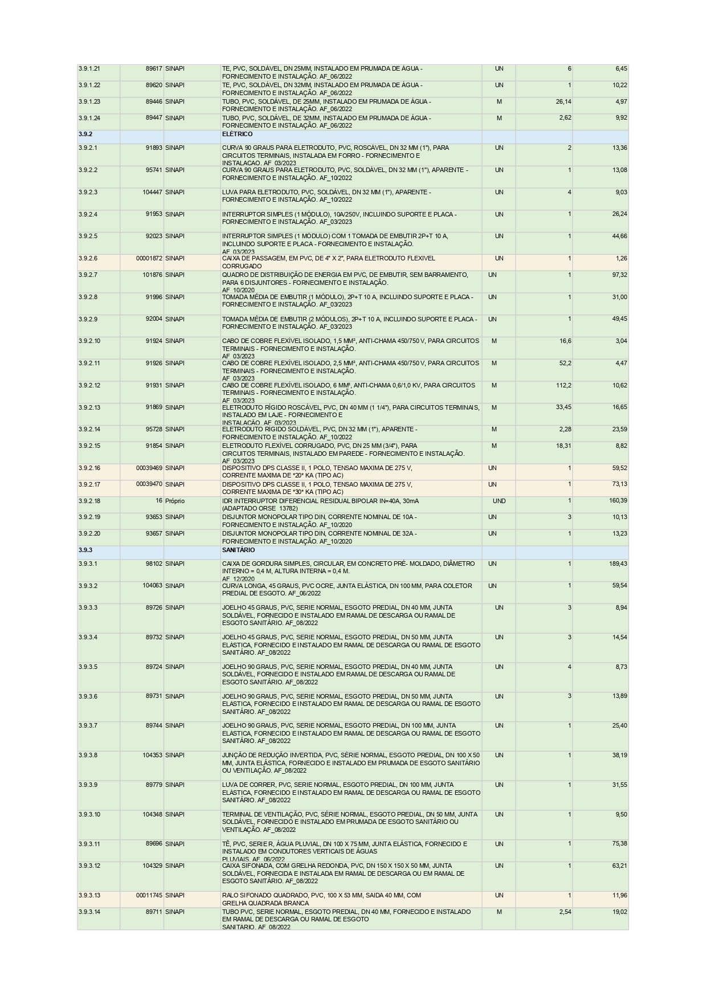 3.9.1.21 89617 SINAPI TE, PVC, SOLDÁVEL, DN 25MM, INSTALADO EM PRUMADA DE ÁGUA - UN 6 6,45
FORNECIMENTO E INSTALAÇÃO. AF_06/2022
3.9.1.22 89620 SINAPI TE, PVC, SOLDÁVEL, DN 32MM, INSTALADO EM PRUMADA DE ÁGUA - UN 1 10,22
FORNECIMENTO E INSTALAÇÃO. AF_06/2022
3.9.1.23 89446 SINAPI TUBO, PVC, SOLDÁVEL, DE 25MM, INSTALADO EM PRUMADA DE ÁGUA - M 26,14 4,97
FORNECIMENTO E INSTALAÇÃO. AF_06/2022
3.9.1.24 89447 SINAPI TUBO, PVC, SOLDÁVEL, DE 32MM, INSTALADO EM PRUMADA DE ÁGUA - M 2,62 9,92
FORNECIMENTO E INSTALAÇÃO. AF_06/2022
3.9.2 ELÉTRICO
3.9.2.1 91893 SINAPI CURVA 90 GRAUS PARA ELETRODUTO, PVC, ROSCÁVEL, DN 32 MM (1"), PARA UN 2 13,36
CIRCUITOS TERMINAIS, INSTALADA EM FORRO - FORNECIMENTO E
INSTALAÇÃO. AF_03/2023
3.9.2.2 95741 SINAPI CURVA 90 GRAUS PARA ELETRODUTO, PVC, SOLDÁVEL, DN 32 MM (1"), APARENTE - UN 1 13,08
FORNECIMENTO E INSTALAÇÃO. AF_10/2022
3.9.2.3 104447 SINAPI LUVA PARA ELETRODUTO, PVC, SOLDÁVEL, DN 32 MM (1"), APARENTE - UN 4 9,03
FORNECIMENTO E INSTALAÇÃO. AF_10/2022
3.9.2.4 91953 SINAPI INTERRUPTOR SIMPLES (1 MÓDULO), 10A/250V, INCLUINDO SUPORTE E PLACA - UN 1 26,24
FORNECIMENTO E INSTALAÇÃO. AF_03/2023
3.9.2.5 92023 SINAPI INTERRUPTOR SIMPLES (1 MÓDULO) COM 1 TOMADA DE EMBUTIR 2P+T 10 A, UN 1 44,66
INCLUINDO SUPORTE E PLACA - FORNECIMENTO E INSTALAÇÃO.
AF_03/2023
3.9.2.6 00001872 SINAPI CAIXA DE PASSAGEM, EM PVC, DE 4" X 2", PARA ELETRODUTO FLEXIVEL UN 1 1,26
CORRUGADO
3.9.2.7 101876 SINAPI QUADRO DE DISTRIBUIÇÃO DE ENERGIA EM PVC, DE EMBUTIR, SEM BARRAMENTO, UN 1 97,32
PARA 6 DISJUNTORES - FORNECIMENTO E INSTALAÇÃO.
AF_10/2020
3.9.2.8 91996 SINAPI TOMADA MÉDIA DE EMBUTIR (1 MÓDULO), 2P+T 10 A, INCLUINDO SUPORTE E PLACA - UN 1 31,00
FORNECIMENTO E INSTALAÇÃO. AF_03/2023
3.9.2.9 92004 SINAPI TOMADA MÉDIA DE EMBUTIR (2 MÓDULOS), 2P+T 10 A, INCLUINDO SUPORTE E PLACA - UN 1 49,45
FORNECIMENTO E INSTALAÇÃO. AF_03/2023
3.9.2.10 91924 SINAPI CABO DE COBRE FLEXÍVEL ISOLADO, 1,5 MM², ANTI-CHAMA 450/750 V, PARA CIRCUITOS M 16,6 3,04
TERMINAIS - FORNECIMENTO E INSTALAÇÃO.
AF_03/2023
3.9.2.11 91926 SINAPI CABO DE COBRE FLEXÍVEL ISOLADO, 2,5 MM², ANTI-CHAMA 450/750 V, PARA CIRCUITOS M 52,2 4,47
TERMINAIS - FORNECIMENTO E INSTALAÇÃO.
AF_03/2023
3.9.2.12 91931 SINAPI CABO DE COBRE FLEXÍVEL ISOLADO, 6 MM², ANTI-CHAMA 0,6/1,0 KV, PARA CIRCUITOS M 112,2 10,62
TERMINAIS - FORNECIMENTO E INSTALAÇÃO.
AF_03/2023
3.9.2.13 91869 SINAPI ELETRODUTO RÍGIDO ROSCÁVEL, PVC, DN 40 MM (1 1/4"), PARA CIRCUITOS TERMINAIS, M 33,45 16,65
INSTALADO EM LAJE - FORNECIMENTO E
INSTALAÇÃO. AF_03/2023
3.9.2.14 95728 SINAPI ELETRODUTO RÍGIDO SOLDÁVEL, PVC, DN 32 MM (1"), APARENTE - M 2,28 23,59
FORNECIMENTO E INSTALAÇÃO. AF_10/2022
3.9.2.15 91854 SINAPI ELETRODUTO FLEXÍVEL CORRUGADO, PVC, DN 25 MM (3/4"), PARA M 18,31 8,82
CIRCUITOS TERMINAIS, INSTALADO EM PAREDE - FORNECIMENTO E INSTALAÇÃO.
AF_03/2023
3.9.2.16 00039469 SINAPI DISPOSITIVO DPS CLASSE II, 1 POLO, TENSAO MAXIMA DE 275 V, UN 1 59,52
CORRENTE MAXIMA DE *20* KA (TIPO AC)
3.9.2.17 00039470 SINAPI DISPOSITIVO DPS CLASSE II, 1 POLO, TENSAO MAXIMA DE 275 V, UN 1 73,13
CORRENTE MAXIMA DE *30* KA (TIPO AC)
3.9.2.18 16 Próprio IDR INTERRUPTOR DIFERENCIAL RESIDUAL BIPOLAR IN=40A, 30mA UND 1 160,39
(ADAPTADO ORSE 13782)
3.9.2.19 93653 SINAPI DISJUNTOR MONOPOLAR TIPO DIN, CORRENTE NOMINAL DE 10A - UN 3 10,13
FORNECIMENTO E INSTALAÇÃO. AF_10/2020
3.9.2.20 93657 SINAPI DISJUNTOR MONOPOLAR TIPO DIN, CORRENTE NOMINAL DE 32A - UN 1 13,23
FORNECIMENTO E INSTALAÇÃO. AF_10/2020
3.9.3 SANITÁRIO
3.9.3.1 98102 SINAPI CAIXA DE GORDURA SIMPLES, CIRCULAR, EM CONCRETO PRÉ- MOLDADO, DIÂMETRO UN 1 189,43
INTERNO = 0,4 M, ALTURA INTERNA = 0,4 M.
AF_12/2020
3.9.3.2 104063 SINAPI CURVA LONGA, 45 GRAUS, PVC OCRE, JUNTA ELÁSTICA, DN 100 MM, PARA COLETOR UN 1 59,54
PREDIAL DE ESGOTO. AF_06/2022
3.9.3.3 89726 SINAPI JOELHO 45 GRAUS, PVC, SERIE NORMAL, ESGOTO PREDIAL, DN 40 MM, JUNTA UN 3 8,94
SOLDÁVEL, FORNECIDO E INSTALADO EM RAMAL DE DESCARGA OU RAMAL DE
ESGOTO SANITÁRIO. AF_08/2022
3.9.3.4 89732 SINAPI JOELHO 45 GRAUS, PVC, SERIE NORMAL, ESGOTO PREDIAL, DN 50 MM, JUNTA UN 3 14,54
ELÁSTICA, FORNECIDO E INSTALADO EM RAMAL DE DESCARGA OU RAMAL DE ESGOTO
SANITÁRIO. AF_08/2022
3.9.3.5 89724 SINAPI JOELHO 90 GRAUS, PVC, SERIE NORMAL, ESGOTO PREDIAL, DN 40 MM, JUNTA UN 4 8,73
SOLDÁVEL, FORNECIDO E INSTALADO EM RAMAL DE DESCARGA OU RAMAL DE
ESGOTO SANITÁRIO. AF_08/2022
3.9.3.6 89731 SINAPI JOELHO 90 GRAUS, PVC, SERIE NORMAL, ESGOTO PREDIAL, DN 50 MM, JUNTA UN 3 13,89
ELASTICA, FORNECIDO E INSTALADO EM RAMAL DE DESCARGA OU RAMAL DE ESGOTO
SANITÁRIO. AF_08/2022
3.9.3.7 89744 SINAPI JOELHO 90 GRAUS, PVC, SERIE NORMAL, ESGOTO PREDIAL, DN 100 MM, JUNTA UN 1 25,40
ELÁSTICA, FORNECIDO E INSTALADO EM RAMAL DE DESCARGA OU RAMAL DE ESGOTO
SANITÁRIO. AF_08/2022
3.9.3.8 104353 SINAPI JUNÇÃO DE REDUÇÃO INVERTIDA, PVC, SÉRIE NORMAL, ESGOTO PREDIAL, DN 100 X 50 UN 1 38,19
MM, JUNTA ELÁSTICA, FORNECIDO E INSTALADO EM PRUMADA DE ESGOTO SANITÁRIO
OU VENTILAÇÃO. AF_08/2022
3.9.3.9 89779 SINAPI LUVA DE CORRER, PVC, SERIE NORMAL, ESGOTO PREDIAL, DN 100 MM, JUNTA UN 1 31,55
ELÁSTICA, FORNECIDO E INSTALADO EM RAMAL DE DESCARGA OU RAMAL DE ESGOTO
SANITÁRIO. AF_08/2022
3.9.3.10 104348 SINAPI TERMINAL DE VENTILAÇÃO, PVC, SÉRIE NORMAL, ESGOTO PREDIAL, DN 50 MM, JUNTA UN 1 9,50
SOLDÁVEL, FORNECIDO E INSTALADO EM PRUMADA DE ESGOTO SANITÁRIO OU
VENTILAÇÃO. AF_08/2022
3.9.3.11 89696 SINAPI TÊ, PVC, SERIE R, ÁGUA PLUVIAL, DN 100 X 75 MM, JUNTA ELÁSTICA, FORNECIDO E UN 1 75,38
INSTALADO EM CONDUTORES VERTICAIS DE ÁGUAS
PLUVIAIS. AF_06/2022
3.9.3.12 104329 SINAPI CAIXA SIFONADA, COM GRELHA REDONDA, PVC, DN 150 X 150 X 50 MM, JUNTA UN 1 63,21
SOLDÁVEL, FORNECIDA E INSTALADA EM RAMAL DE DESCARGA OU EM RAMAL DE
ESGOTO SANITÁRIO. AF_08/2022
3.9.3.13 00011745 SINAPI RALO SIFONADO QUADRADO, PVC, 100 X 53 MM, SAIDA 40 MM, COM UN 1 11,96
GRELHA QUADRADA BRANCA
3.9.3.14 89711 SINAPI TUBO PVC, SERIE NORMAL, ESGOTO PREDIAL, DN 40 MM, FORNECIDO E INSTALADO M 2,54 19,02
EM RAMAL DE DESCARGA OU RAMAL DE ESGOTO
SANITÁRIO. AF_08/2022